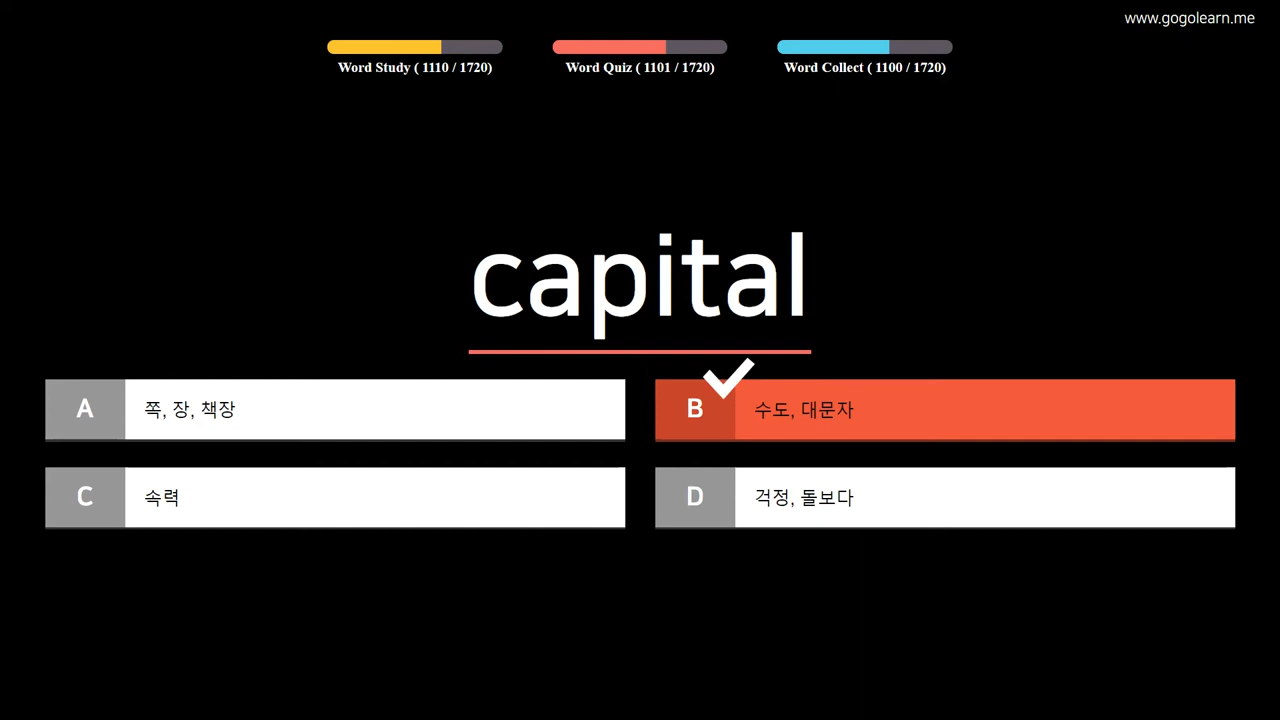 www.gogolearn.me
Word Study ( 1110 / 1720)
Word Quiz ( 1101 / 1720)
Word Collect ( 1100 / 1720)
capital
A 쪽, 장, 책장
B 수도, 대문자
C 속력
D 걱정, 돌보다